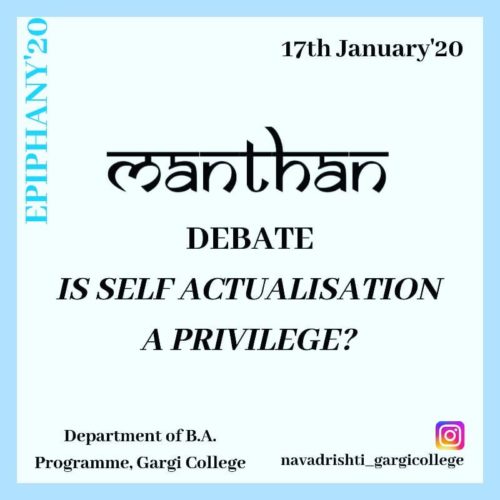 EPIPHANY'20
17th January'20
manthan
DEBATE
IS SELF ACTUALISATION
A PRIVILEGE?
Department of B.A.
Programme, Gargi College
navadrishti_gargicollege